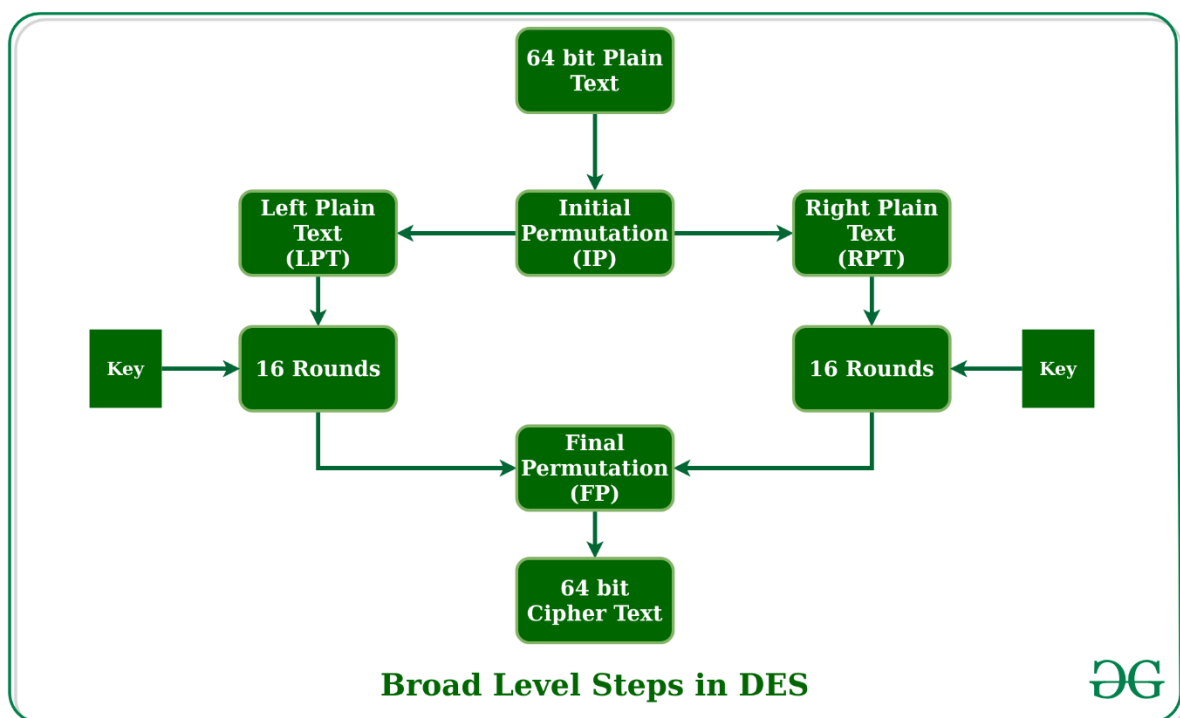 64 bit Plain
Text
Left Plain
Text
(LPT)
Initial
Permutation
(IP)
Right Plain
Text
(RPT)
Key
16 Rounds
16 Rounds
Key
Final
Permutation
(FP)
64 bit
Cipher Text
Broad Level Steps in DES